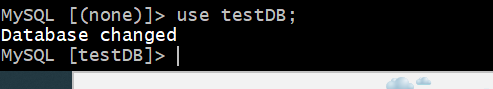 MySQL [(none)]> use testDB;
Database changed
MySQL [testDB]>